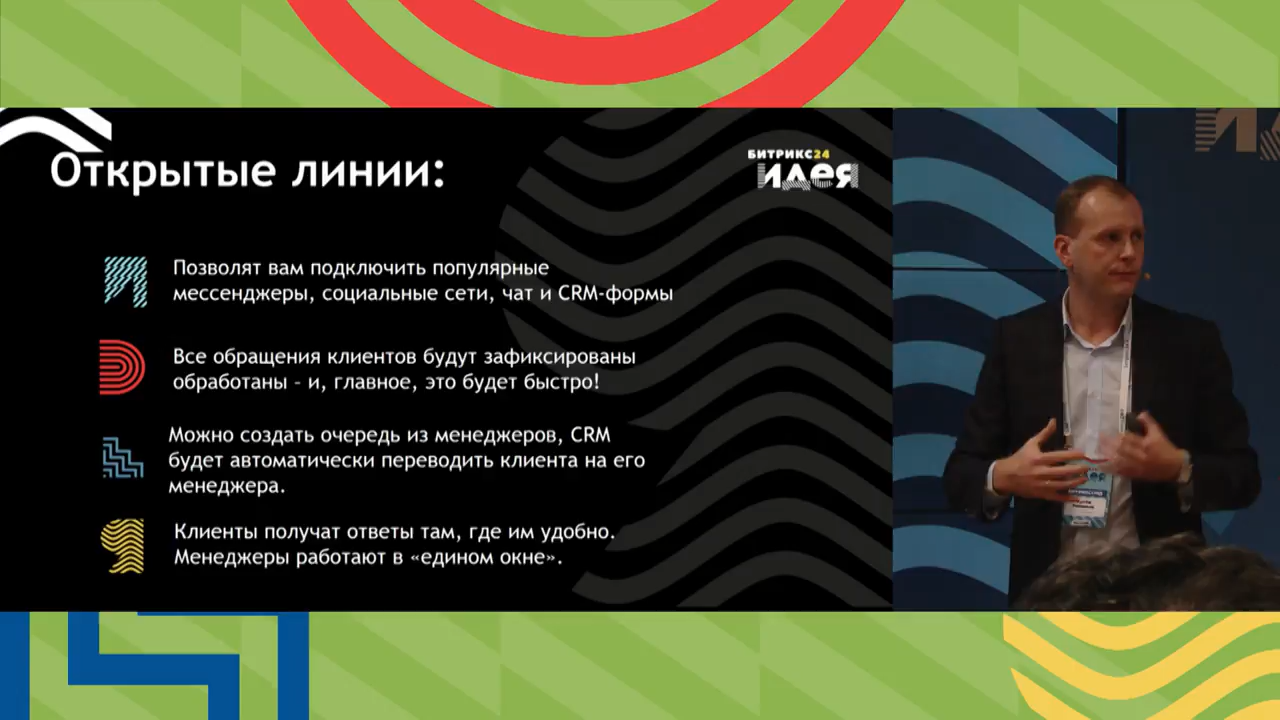 Открытые линии:
БИТРИКС24
идея
Позволят вам подключить популярные
мессенджеры, социальные сети, чат и CRM-формы
Все обращения клиентов будут зафиксированы
обработаны - и, главное, это будет быстро!
Можно создать очередь из менеджеров, CRM
будет автоматически переводить клиента на его
менеджера.
Клиенты получат ответы там, где им удобно.
Менеджеры работают в «едином окне».